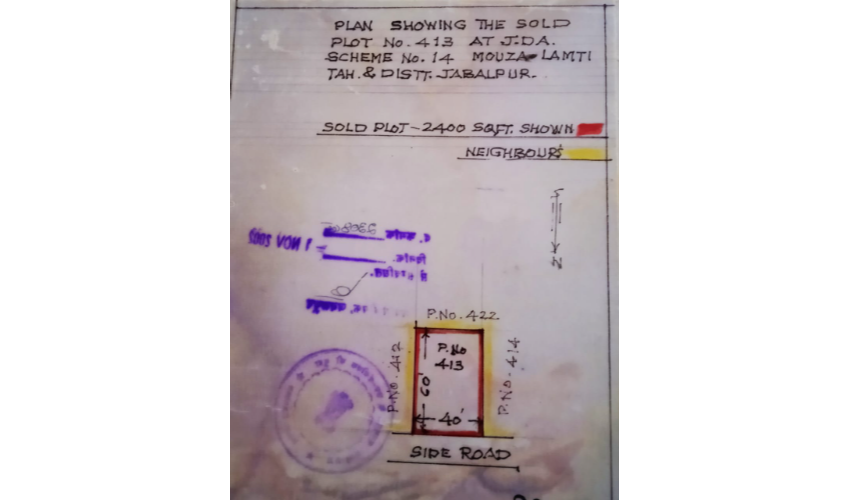 PLAN SHOWING THE SOLD
PLOT No. 413 AT J.D.A.
SCHEME No. 14 MOUZA-LAMTI
TAH. & DISTT. JABALPUR.
SOLD PLOT-2400 SQFT. SHOWN
NEIGHBOUR'S
N
P.No. 422
P.No. 412
P.No
413
60'
40'
P.No. 414
SIDE ROAD